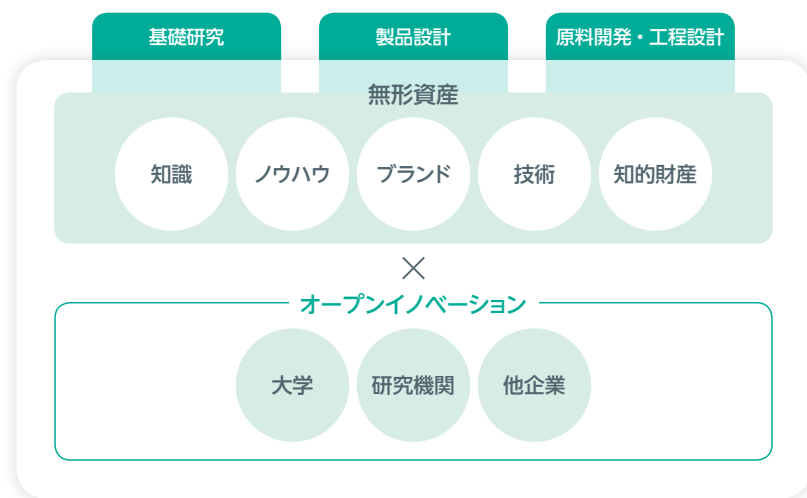 基礎研究
製品設計
原料開発・工程設計
無形資産
知識
ノウハウ
ブランド
技術
知的財産
×
オープンイノベーション
大学
研究機関
他企業